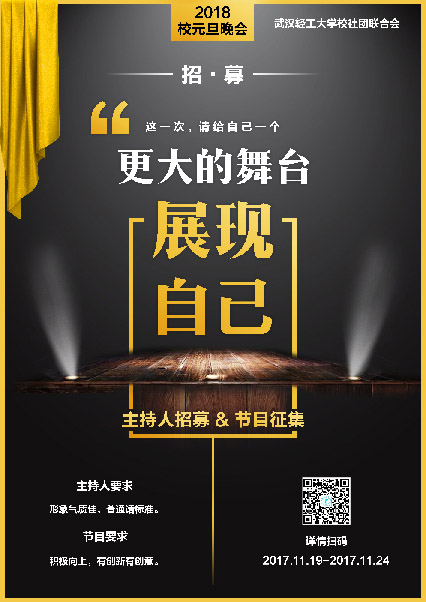 2018
校元旦晚会
武汉轻工大学校社团联合会
招·募
这一次，请给自己一个
更大的舞台
展现
自己
主持人招募 & 节目征集
主持人要求
形象气质佳、普通话标准。
节目要求
积极向上，有创新有创意。
详情扫码
2017.11.19-2017.11.24